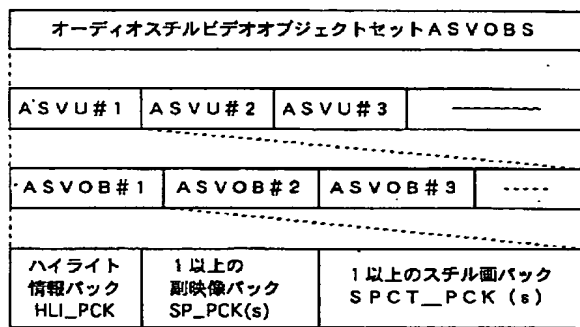 オーディオスチルビデオオブジェクトセットASVOBS
ASVU#1 ASVU#2 ASVU#3
ASVOB#1 ASVOB#2 ASVOB#3
ハイライト
情報パック
HLI_PCK
1以上の
副映像パック
SP_PCK(s)
1以上のスチル画パック
SPCT__PCK (s)